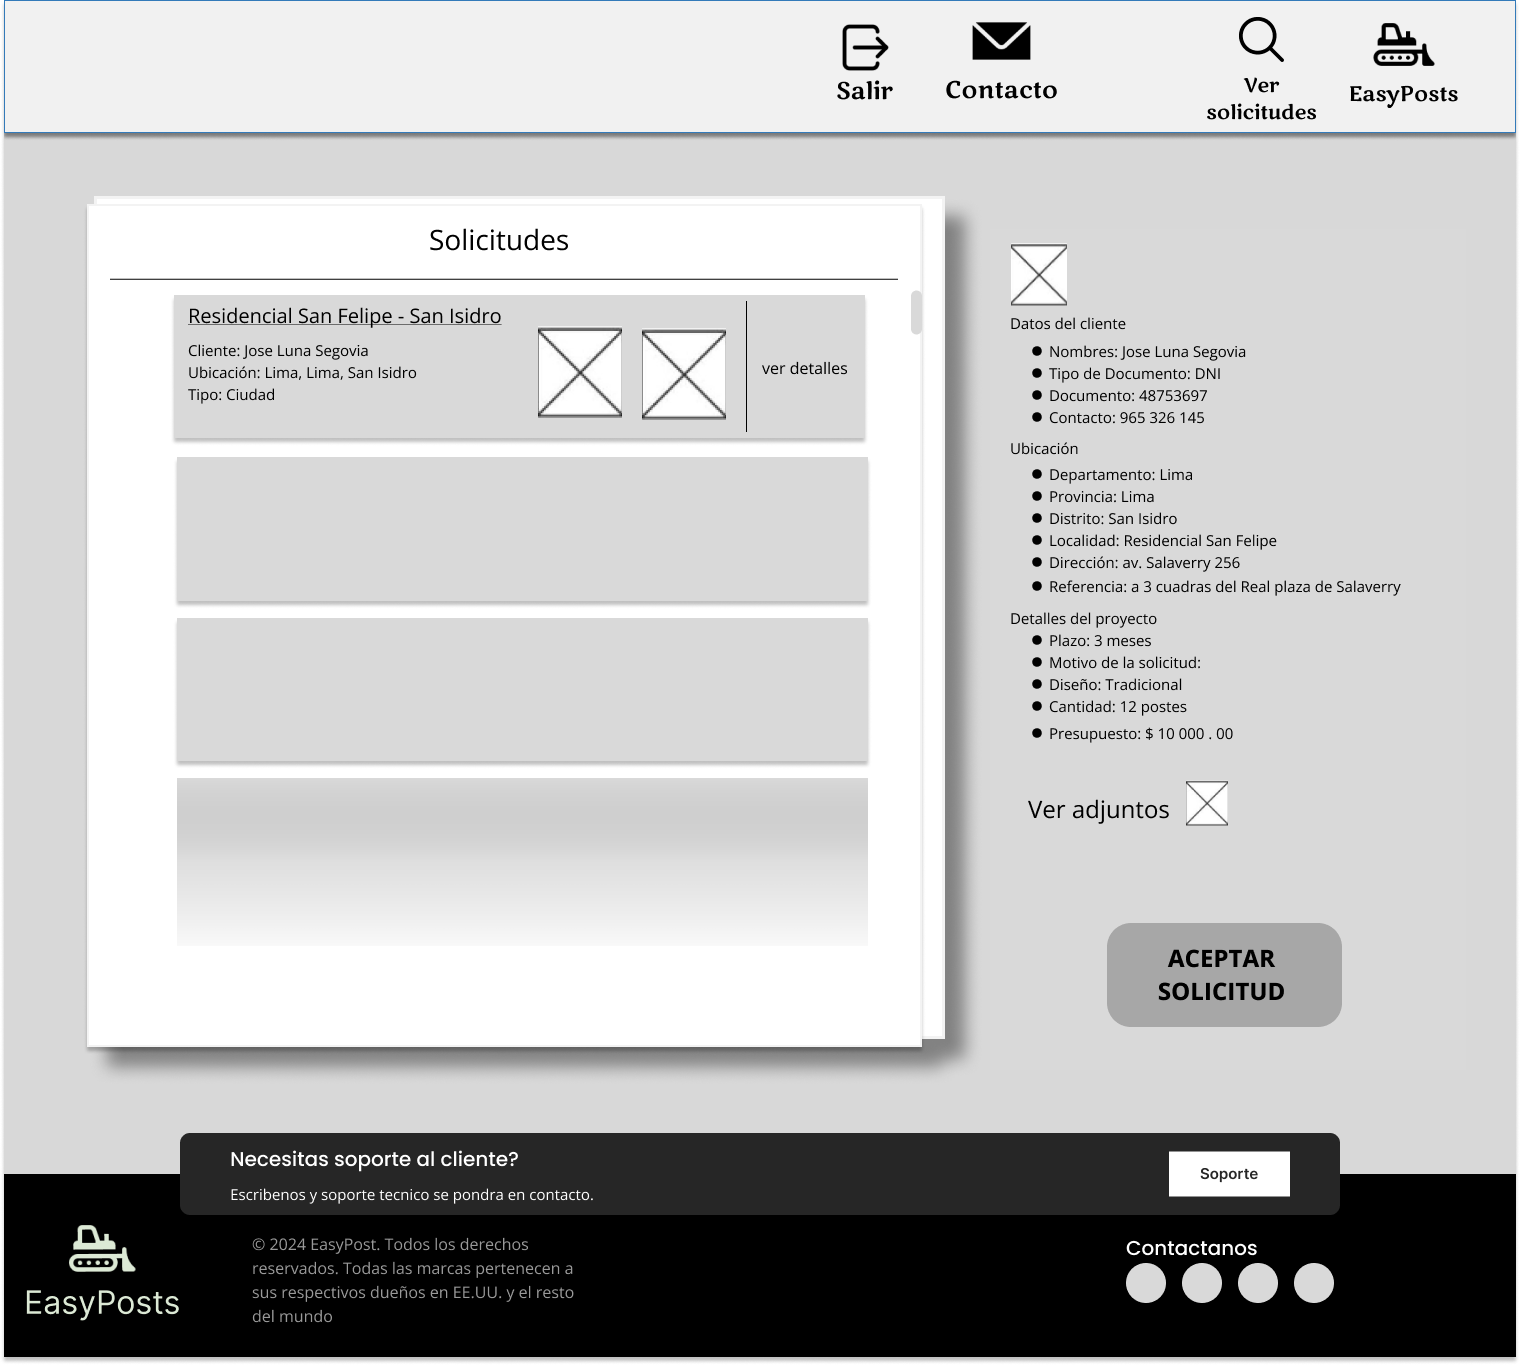 Salir
Contacto
Ver
solicitudes
EasyPosts
Solicitudes
Residencial San Felipe - San Isidro
Cliente: Jose Luna Segovia
Ubicación: Lima, Lima, San Isidro
Tipo: Ciudad
ver detalles
Datos del cliente
● Nombres: Jose Luna Segovia
● Tipo de Documento: DNI
● Documento: 48753697
● Contacto: 965 326 145
Ubicación
● Departamento: Lima
● Provincia: Lima
● Distrito: San Isidro
● Localidad: Residencial San Felipe
● Dirección: av. Salaverry 256
● Referencia: a 3 cuadras del Real plaza de Salaverry
Detalles del proyecto
● Plazo: 3 meses
● Motivo de la solicitud:
● Diseño: Tradicional
● Cantidad: 12 postes
● Presupuesto: $ 10 000 . 00
Ver adjuntos
ACEPTAR
SOLICITUD
Necesitas soporte al cliente?
Escribenos y soporte tecnico se pondra en contacto.
Soporte
EasyPosts
© 2024 EasyPost. Todos los derechos
reservados. Todas las marcas pertenecen a
sus respectivos dueños en EE.UU. y el resto
del mundo
Contactanos